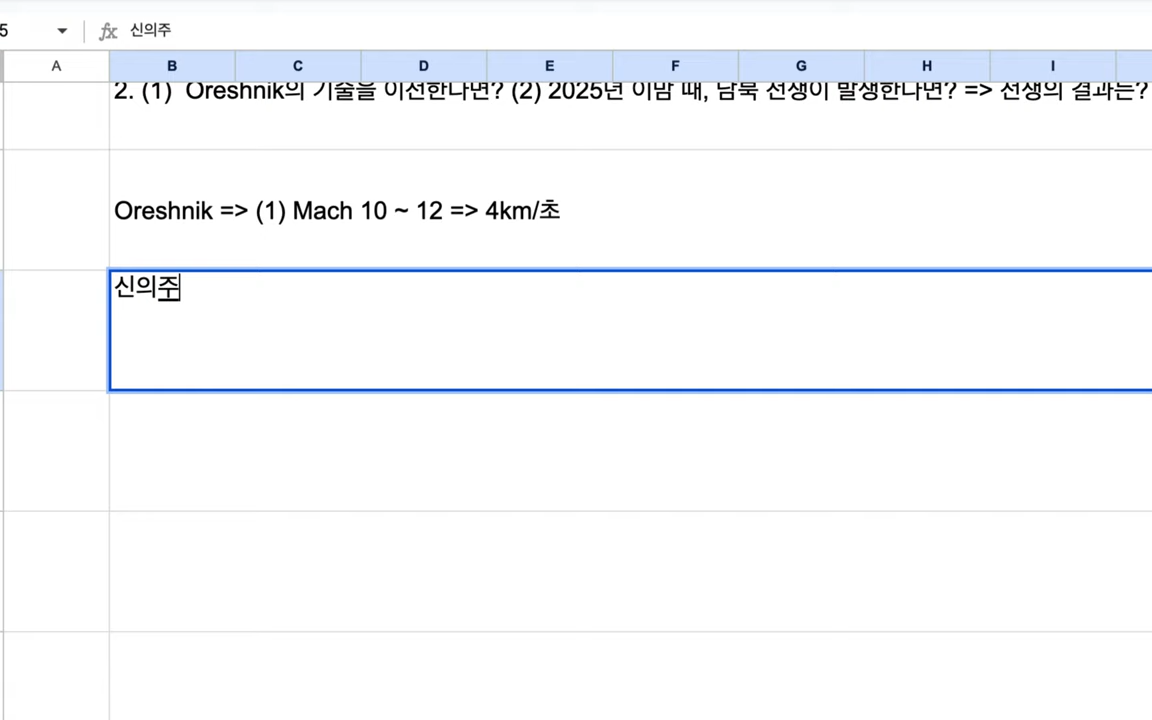 5 fx 신의주
A B C D E F G H I
2. (1) Oreshnik의 기술을 이전한다면? (2) 2025년 이맘 때, 남북 전쟁이 발생한다면? => 전쟁의 결과는?
Oreshnik => (1) Mach 10 ~ 12 => 4km/초
신의주